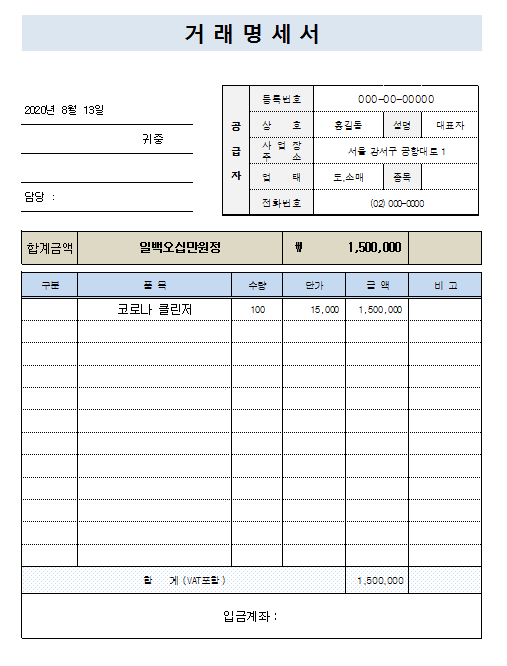 거 래 명 세 서
2020년 8월 13일
귀중
담당 :
공 급 자
등록번호 000-00-00000
상 호 홍길동 성명 대표자
사 업 장 주 소 서울 강서구 공항대로 1
업 태 도,소매 종목
전화번호 (02) 000-0000
합계금액 일백오십만원정 ₩ 1,500,000
구분 품 목 수량 단가 금 액 비 고
코로나 클린저 100 15,000 1,500,000
합 계 (VAT포함) 1,500,000
입금계좌 :